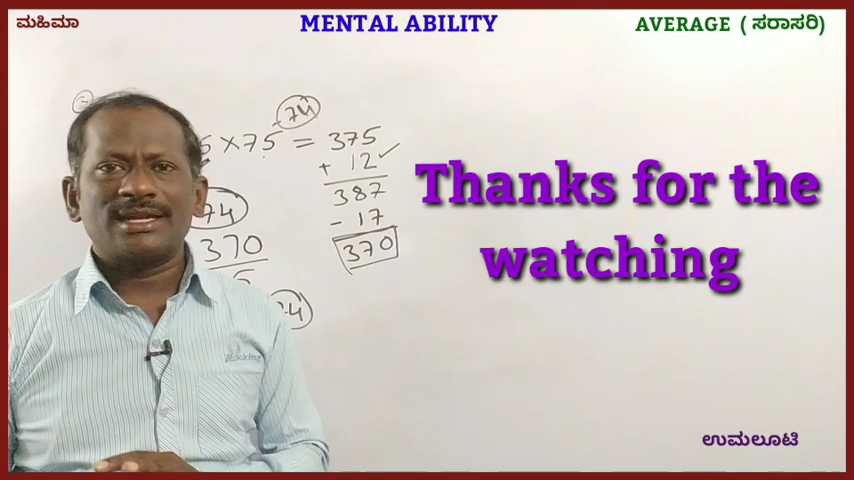 ಮಹಿಮಾ
MENTAL ABILITY
AVERAGE ( ಸರಾಸರಿ)
74
× 75 = 375
+ 12 ✓
387
- 17
370
74
370
Thanks for the
watching
ಉಮಲೂಟಿ